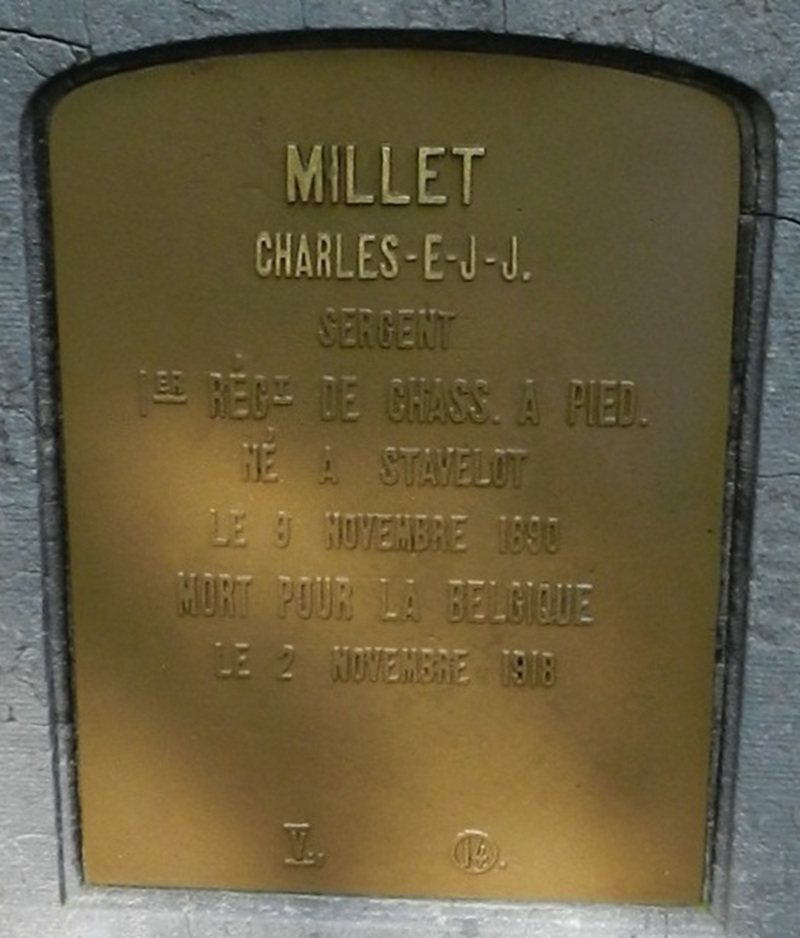 MILLET
CHARLES-E-J-J.
SERGENT
1ER RÉGT DE CHASS. A PIED.
NÉ A STAVELOT
LE 9 NOVEMBRE 1890
MORT POUR LA BELGIQUE
LE 2 NOVEMBRE 1918
V. 14.